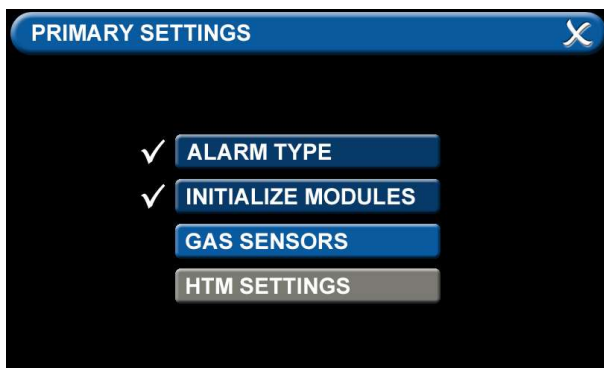 PRIMARY SETTINGS
ALARM TYPE
INITIALIZE MODULES
GAS SENSORS
HTM SETTINGS